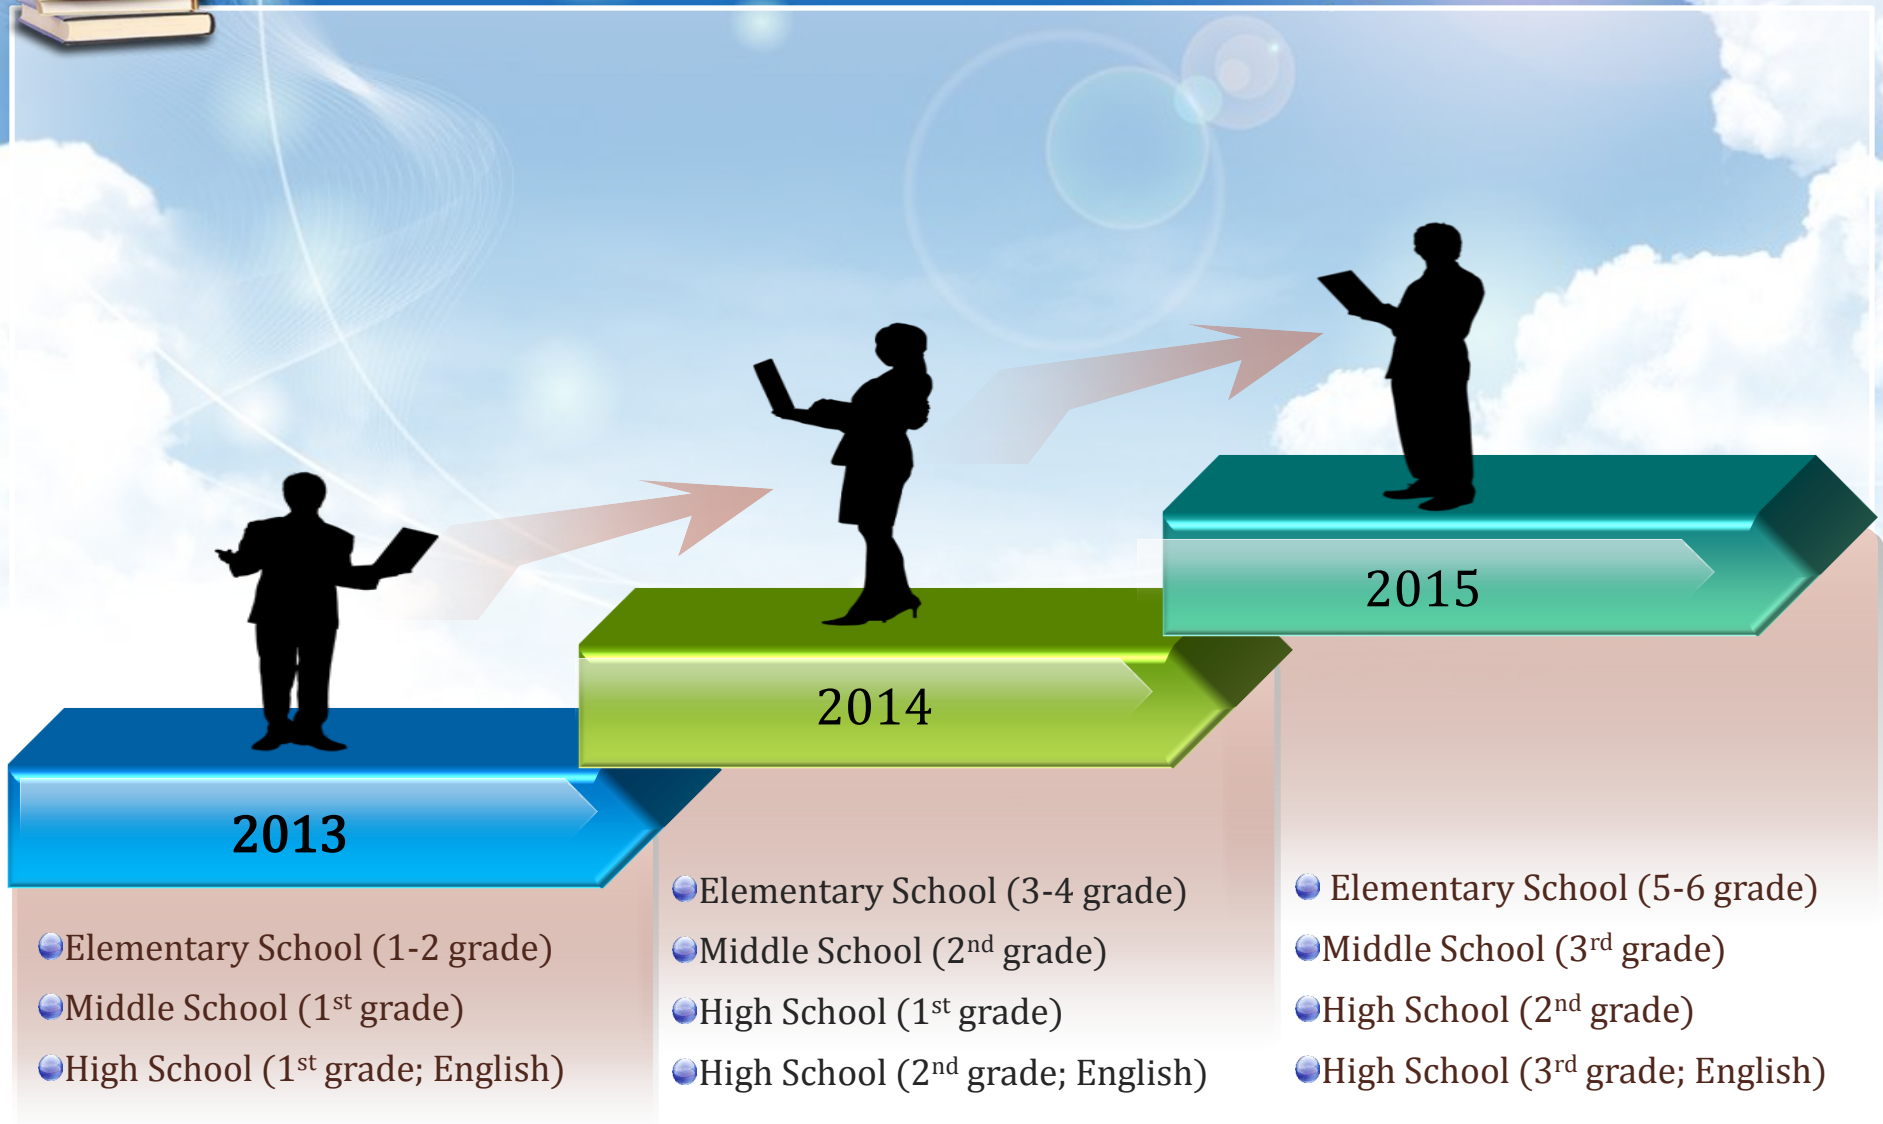 2013
Elementary School (1-2 grade)
Middle School (1st grade)
High School (1st grade; English)
2014
Elementary School (3-4 grade)
Middle School (2nd grade)
High School (1st grade)
High School (2nd grade; English)
2015
Elementary School (5-6 grade)
Middle School (3rd grade)
High School (2nd grade)
High School (3rd grade; English)